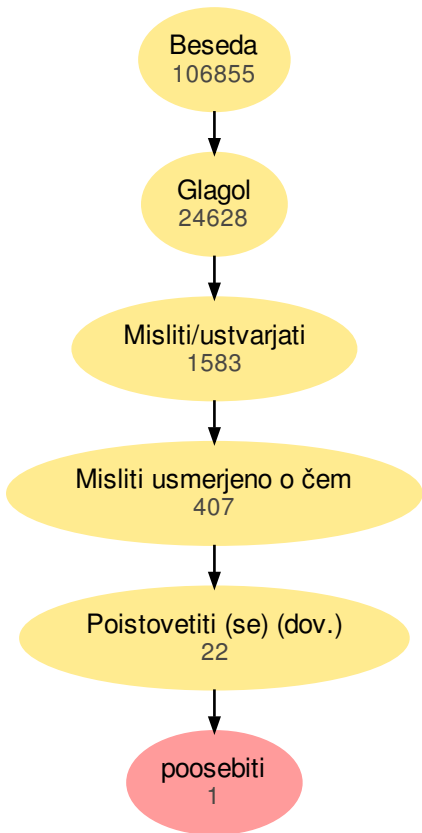 Beseda
106855
Glagol
24628
Misliti/ustvarjati
1583
Misliti usmerjeno o čem
407
Poistovetiti (se) (dov.)
22
poosebiti
1